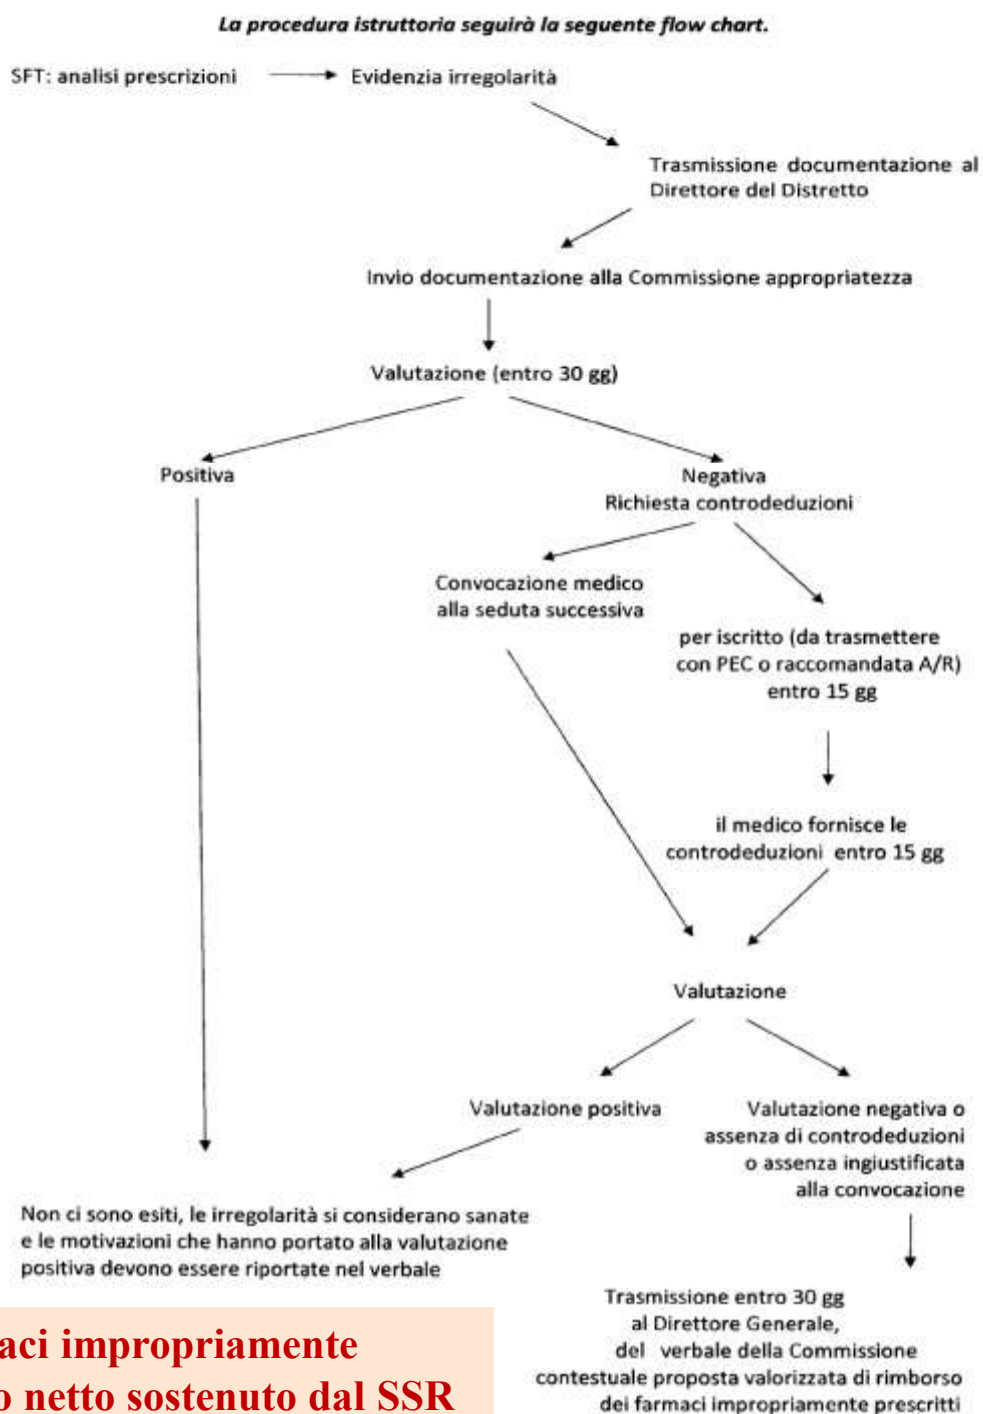 La procedura istruttoria seguirà la seguente flow chart.
SFT: analisi prescrizioni
Evidenzia irregolarità
Trasmissione documentazione al
Direttore del Distretto
Invio documentazione alla Commissione appropriatezza
Valutazione (entro 30 gg)
Positiva
Negativa
Richiesta controdeduzioni
Convocazione medico
alla seduta successiva
per iscritto (da trasmettere
con PEC o raccomandata A/R)
entro 15 gg
il medico fornisce le
controdeduzioni entro 15 gg
Valutazione
Valutazione positiva
Valutazione negativa o
assenza di controdeduzioni
o assenza ingiustificata
alla convocazione
Non ci sono esiti, le irregolarità si considerano sanate
e le motivazioni che hanno portato alla valutazione
positiva devono essere riportate nel verbale
Trasmissione entro 30 gg
al Direttore Generale,
del verbale della Commissione
contestuale proposta valorizzata di rimborso
dei farmaci impropriamente prescritti
aci impropriamente
o netto sostenuto dal SSR